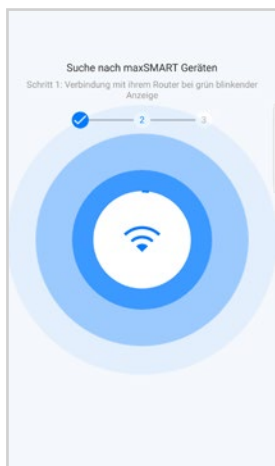 Suche nach maxSMART Geräten
Schritt 1: Verbindung mit ihrem Router bei grün blinkender
Anzeige
2
3